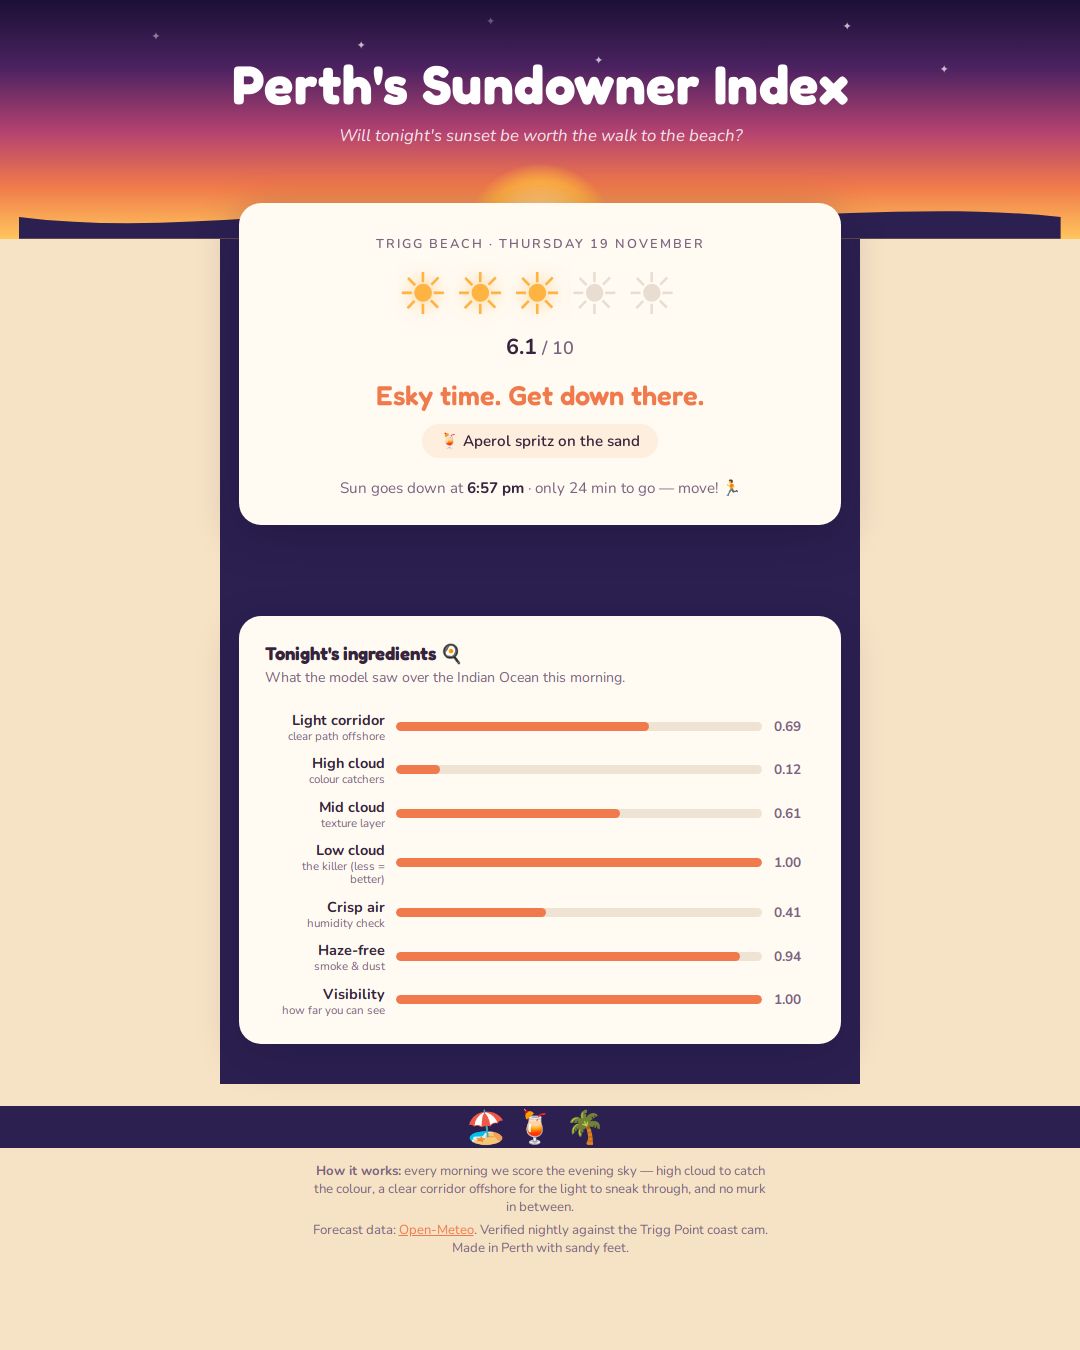 Perth's Sundowner Index
Will tonight's sunset be worth the walk to the beach?
TRIGG BEACH · THURSDAY 19 NOVEMBER
6.1 / 10
Esky time. Get down there.
🍹 Aperol spritz on the sand
Sun goes down at 6:57 pm · only 24 min to go — move! 🏃
Tonight's ingredients 🍳
What the model saw over the Indian Ocean this morning.
Light corridor
clear path offshore
0.69
High cloud
colour catchers
0.12
Mid cloud
texture layer
0.61
Low cloud
the killer (less =
better)
1.00
Crisp air
humidity check
0.41
Haze-free
smoke & dust
0.94
Visibility
how far you can see
1.00
How it works: every morning we score the evening sky — high cloud to catch
the colour, a clear corridor offshore for the light to sneak through, and no murk
in between.
Forecast data: Open-Meteo. Verified nightly against the Trigg Point coast cam.
Made in Perth with sandy feet.